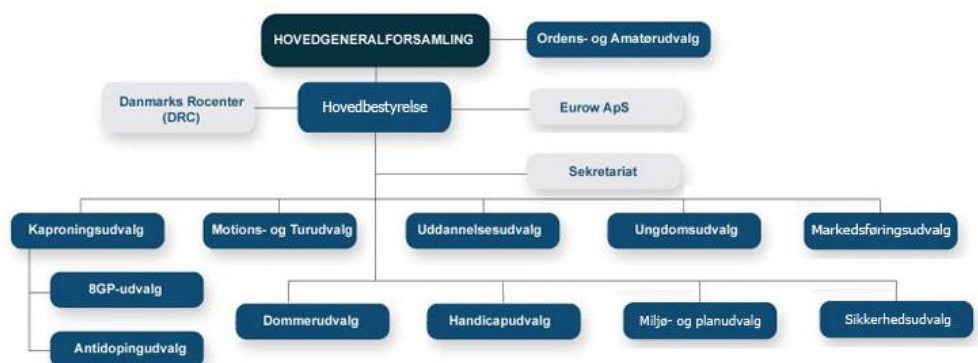 HOVEDGENERALFORSAMLING
Ordens- og Amatørudvalg
Danmarks Rocenter
(DRC)
Hovedbestyrelse
Eurow ApS
Sekretariat
Kaproningsudvalg
Motions- og Turudvalg
Uddannelsesudvalg
Ungdomsudvalg
Markedsføringsudvalg
8GP-udvalg
Dommerudvalg
Handicapudvalg
Miljø- og planudvalg
Sikkerhedsudvalg
Antidopingudvalg